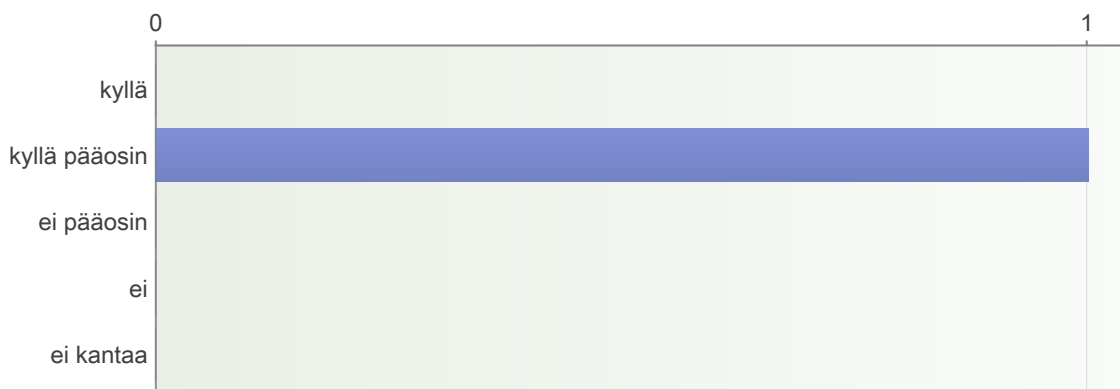 0 1
kyllä
kyllä pääosin
ei pääosin
ei
ei kantaa